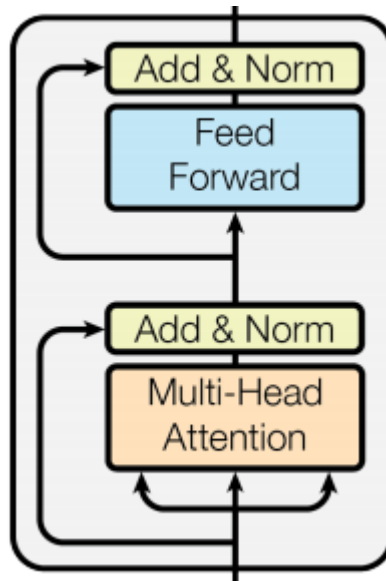 Add & Norm
Feed
Forward
Add & Norm
Multi-Head
Attention